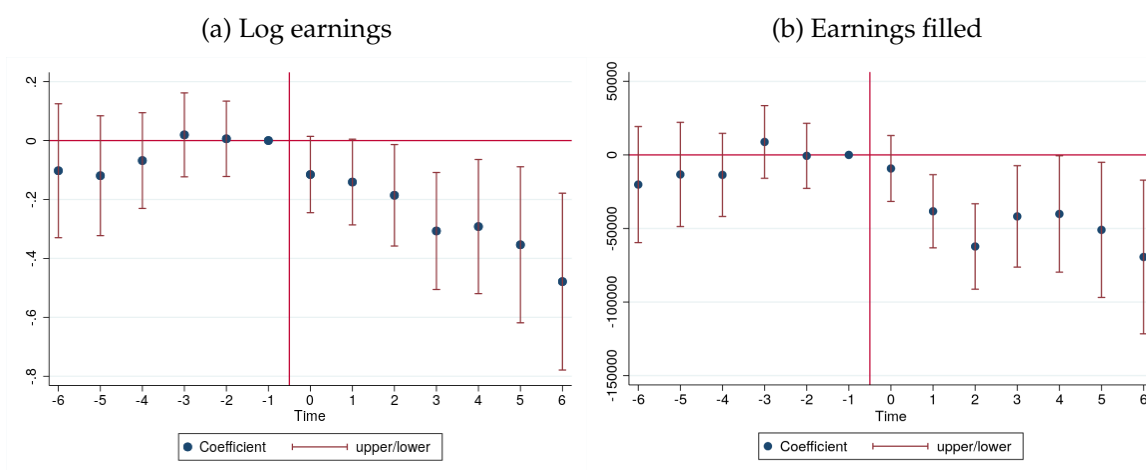 (a) Log earnings
.2
0
-.2
-.4
-.6
-.8
-6 -5 -4 -3 -2 -1 0 1 2 3 4 5 6
Time
Coefficient upper/lower
(b) Earnings filled
50000
0
-50000
-100000
-150000
-6 -5 -4 -3 -2 -1 0 1 2 3 4 5 6
Time
Coefficient upper/lower